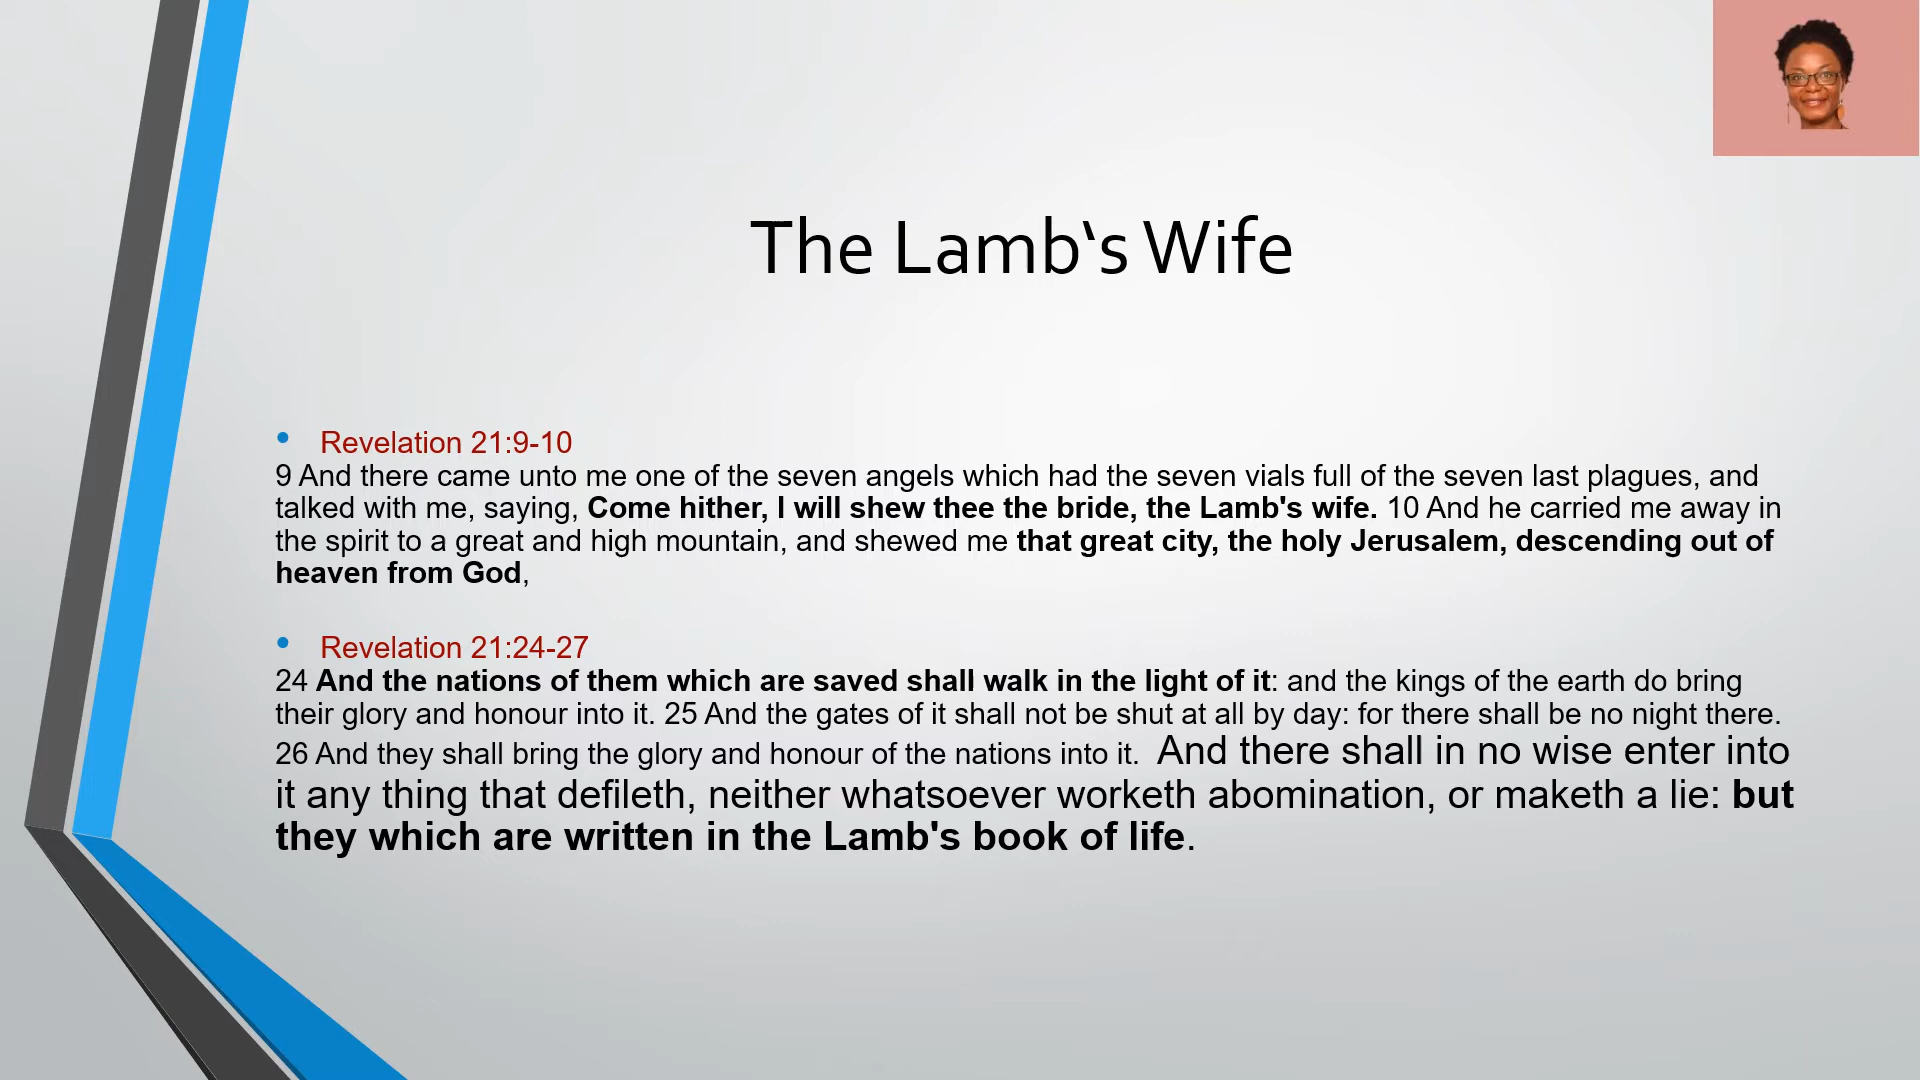 The Lamb‘s Wife
• Revelation 21:9-10
9 And there came unto me one of the seven angels which had the seven vials full of the seven last plagues, and
talked with me, saying, Come hither, I will shew thee the bride, the Lamb's wife. 10 And he carried me away in
the spirit to a great and high mountain, and shewed me that great city, the holy Jerusalem, descending out of
heaven from God,
• Revelation 21:24-27
24 And the nations of them which are saved shall walk in the light of it: and the kings of the earth do bring
their glory and honour into it. 25 And the gates of it shall not be shut at all by day: for there shall be no night there.
26 And they shall bring the glory and honour of the nations into it. And there shall in no wise enter into
it any thing that defileth, neither whatsoever worketh abomination, or maketh a lie: but
they which are written in the Lamb's book of life.